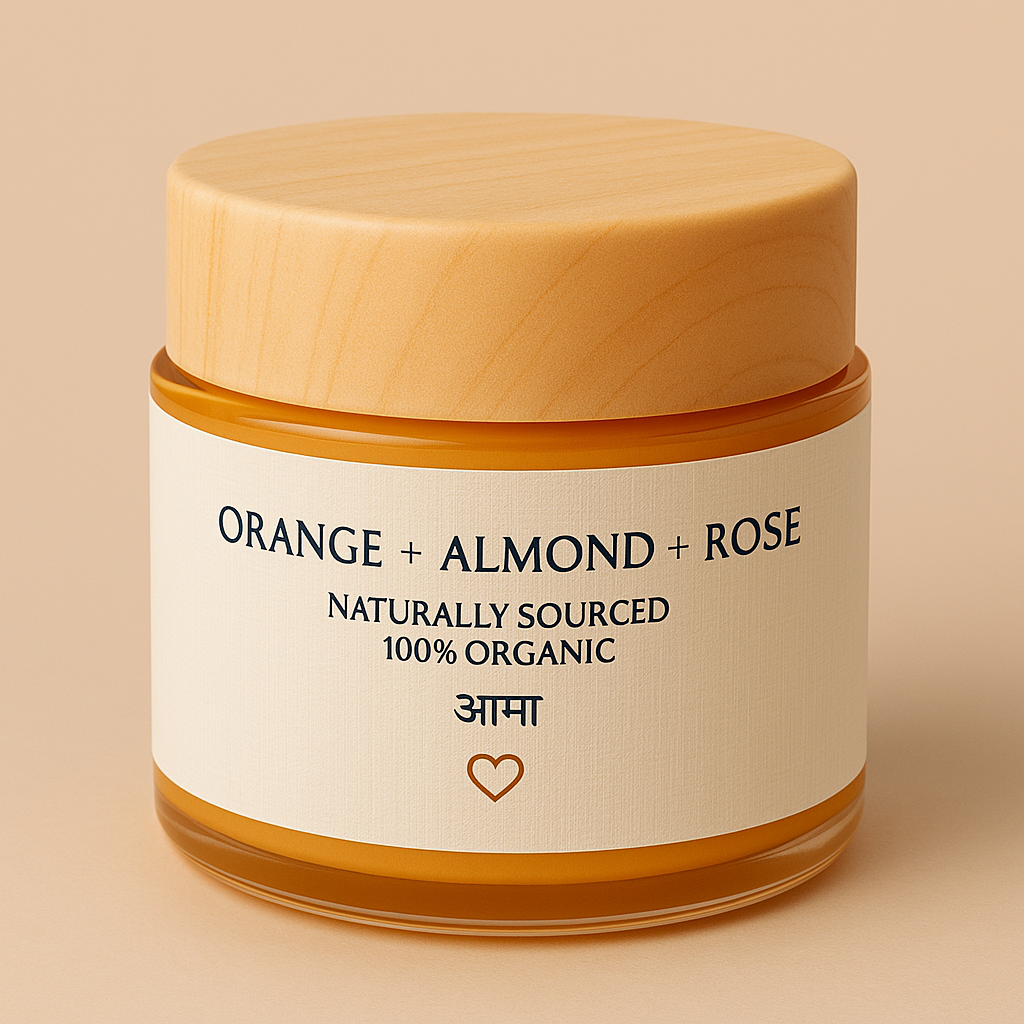 ORANGE + ALMOND + ROSE
NATURALLY SOURCED
100% ORGANIC
आमा